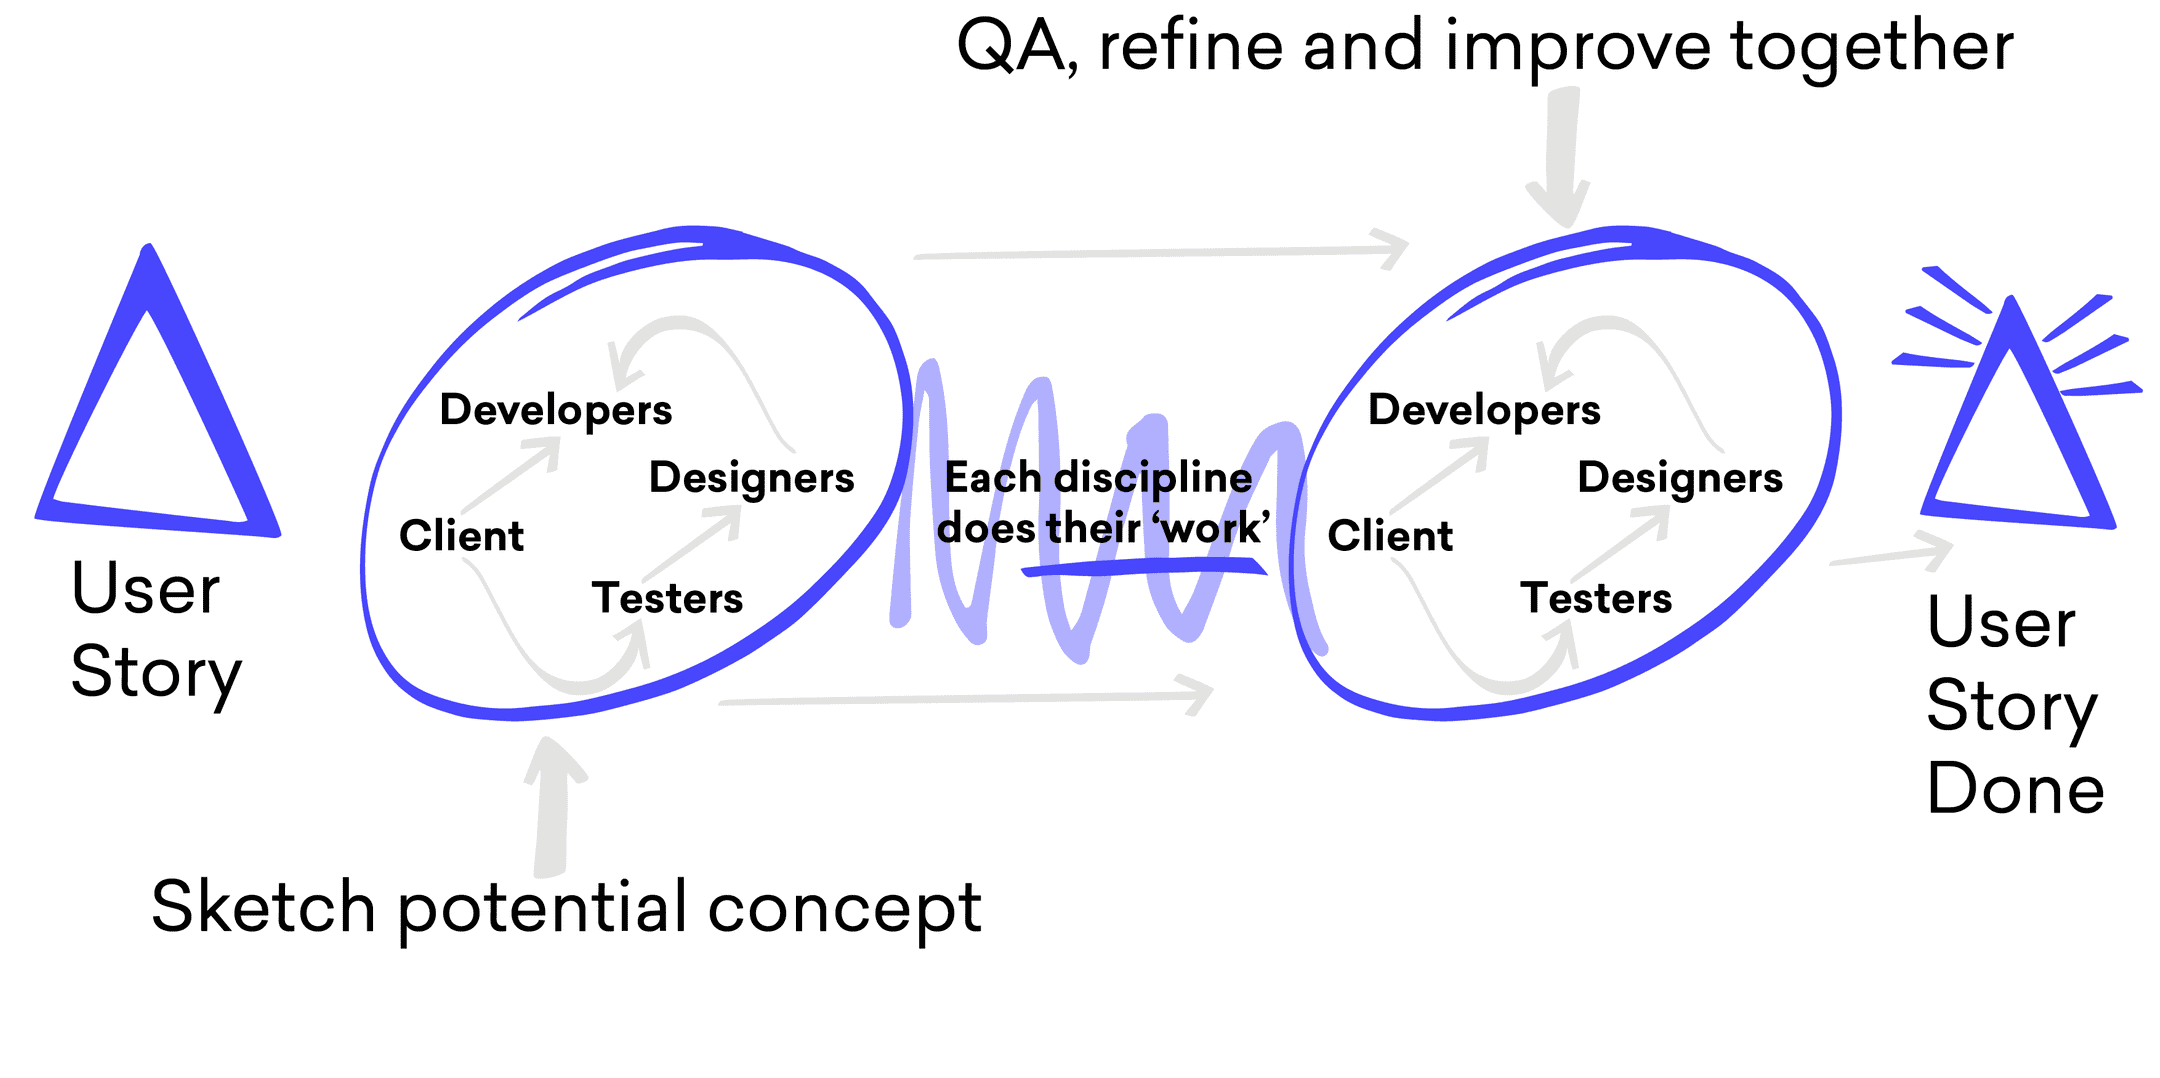 QA, refine and improve together
User
Story
Developers
Designers
Client
Testers
Each discipline
does their ‘work’
Developers
Designers
Client
Testers
User
Story
Done
Sketch potential concept